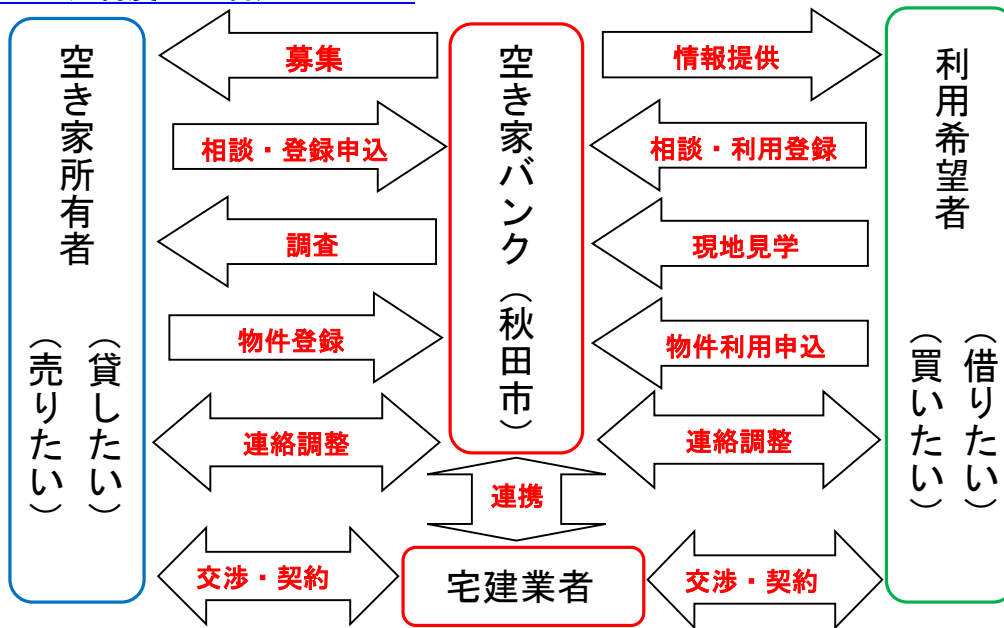 空き家所有者
（貸したい）
（売りたい）
募集
相談・登録申込
調査
物件登録
連絡調整
交渉・契約
空き家バンク（秋田市）
連携
宅建業者
情報提供
相談・利用登録
現地見学
物件利用申込
連絡調整
交渉・契約
利用希望者
（借りたい）
（買いたい）